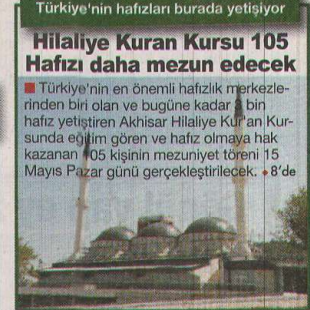 Türkiye'nin hafızları burada yetişiyor
Hilaliye Kuran Kursu 105
Hafızı daha mezun edecek
Türkiye'nin en önemli hafızlık merkezle-
rinden biri olan ve bugüne kadar bin
hafız yetiştiren Akhisar Hilaliye Kur'an Kur-
sunda eğitim gören ve hafız olmaya hak
kazanan 105 kişinin mezuniyet töreni 15
Mayıs Pazar günü gerçekleştirilecek. 8'de